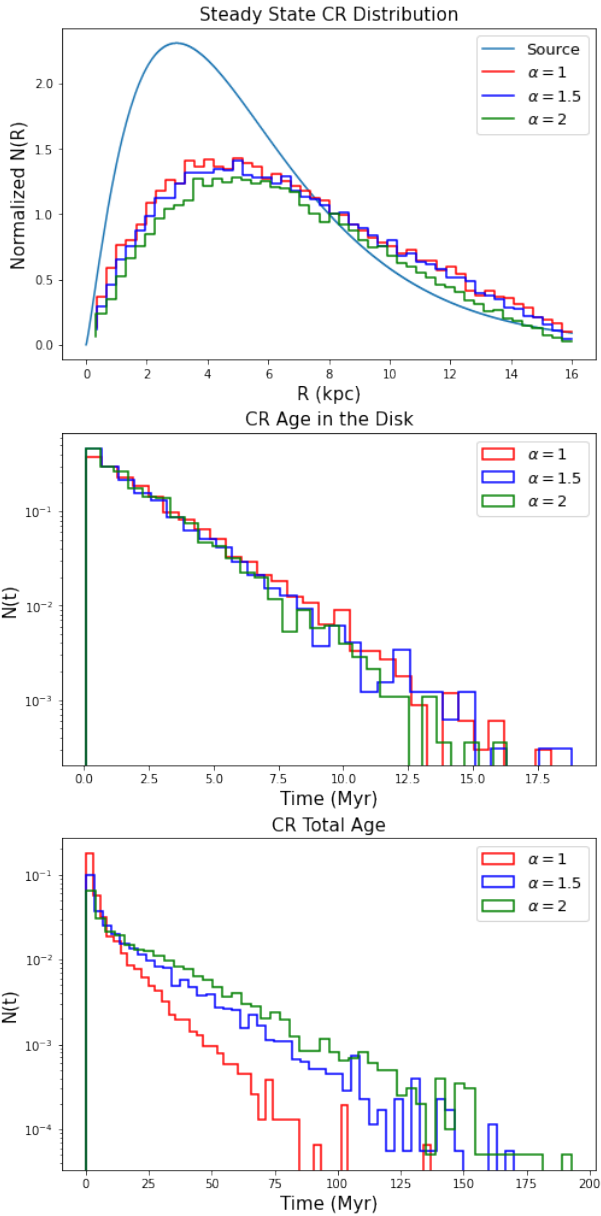 Steady State CR Distribution
Normalized N(R)
2.0
1.5
1.0
0.5
0.0
Source
α = 1
α = 1.5
α = 2
0 2 4 6 8 10 12 14 16
R (kpc)
CR Age in the Disk
N(t)
10⁻¹
10⁻²
10⁻³
α = 1
α = 1.5
α = 2
0.0 2.5 5.0 7.5 10.0 12.5 15.0 17.5
Time (Myr)
CR Total Age
N(t)
10⁻¹
10⁻²
10⁻³
10⁻⁴
α = 1
α = 1.5
α = 2
0 25 50 75 100 125 150 175 200
Time (Myr)